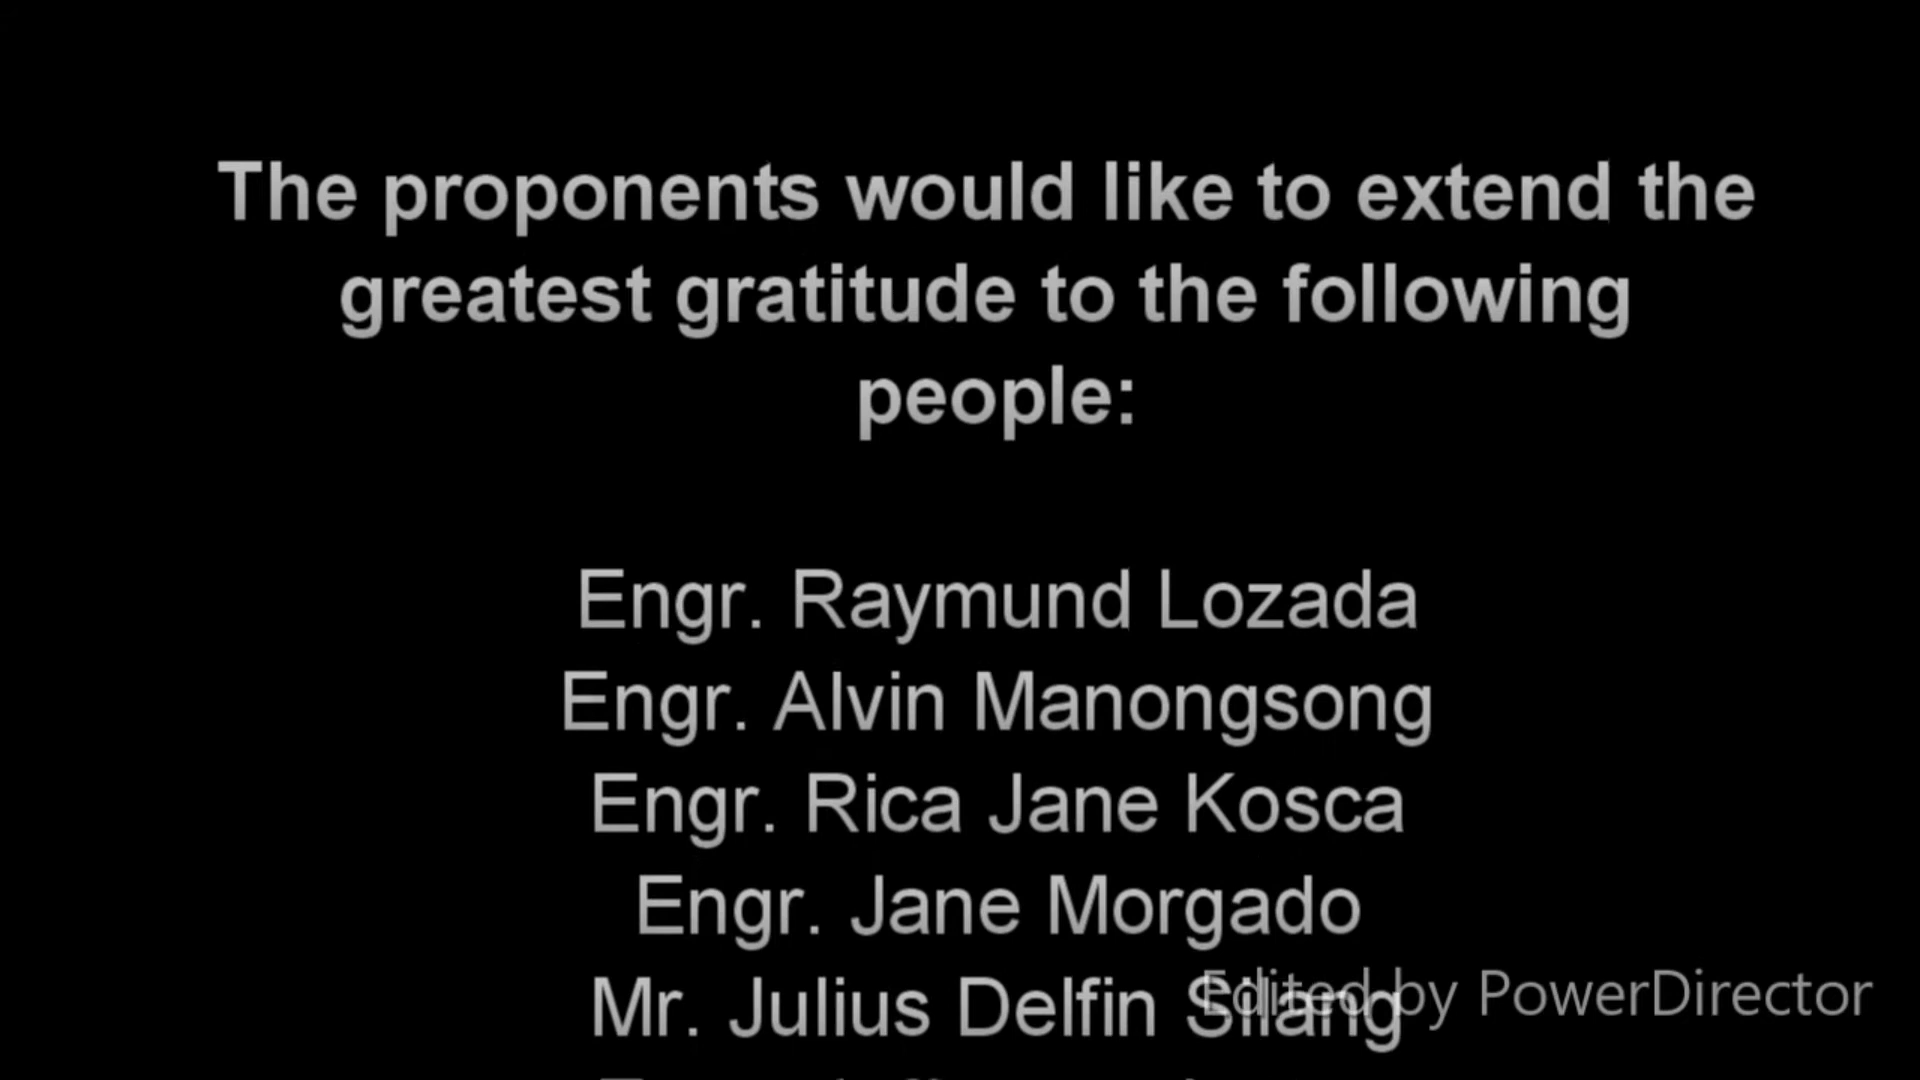 The proponents would like to extend the
greatest gratitude to the following
people:
Engr. Raymund Lozada
Engr. Alvin Manongsong
Engr. Rica Jane Kosca
Engr. Jane Morgado
Mr. Julius Delfin Silang
Edited by PowerDirector